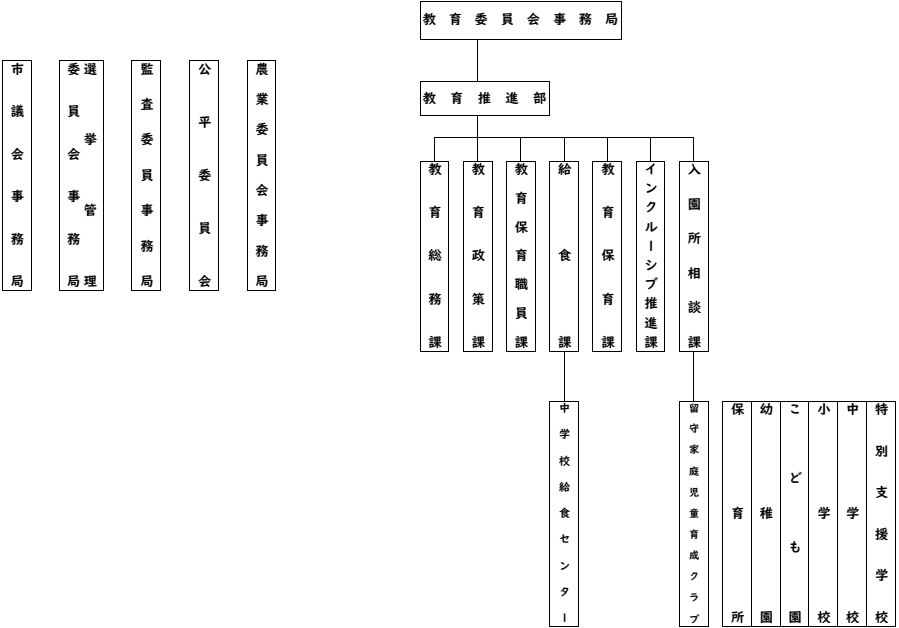 教育委員会事務局
教育推進部
市議会事務局
選挙管理
委員会事務局
監査委員事務局
公平委員会
農業委員会事務局
教育総務課
教育政策課
教育保育職員課
給食課
教育保育課
インクルーシブ推進課
入園所相談課
中学校給食センター
留守家庭児童育成クラブ
保育所
幼稚園
こども園
小学校
中学校
特別支援学校